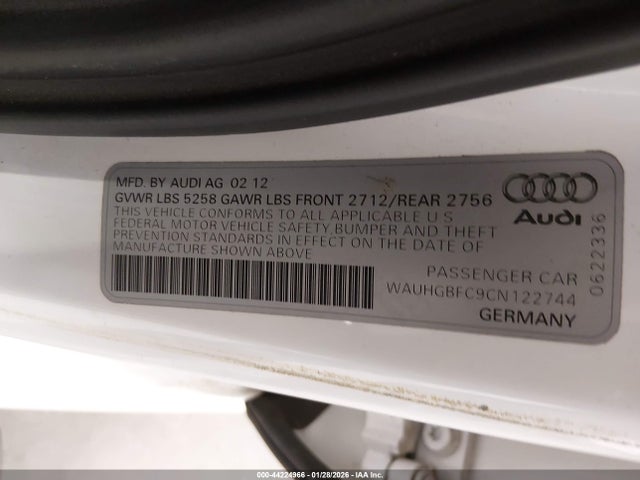 MFD. BY AUDI AG 02 12
GVWR LBS 5258 GAWR LBS FRONT 2712/REAR 2756
THIS VEHICLE CONFORMS TO ALL APPLICABLE U S
FEDERAL MOTOR VEHICLE SAFETY, BUMPER AND THEFT
PREVENTION STANDARDS IN EFFECT ON THE DATE OF
MANUFACTURE SHOWN ABOVE
Audi
0622336
PASSENGER CAR
WAUHGBFC9CN122744
GERMANY
000-44224966 - 01/28/2026 - Copyright IAA, Inc.